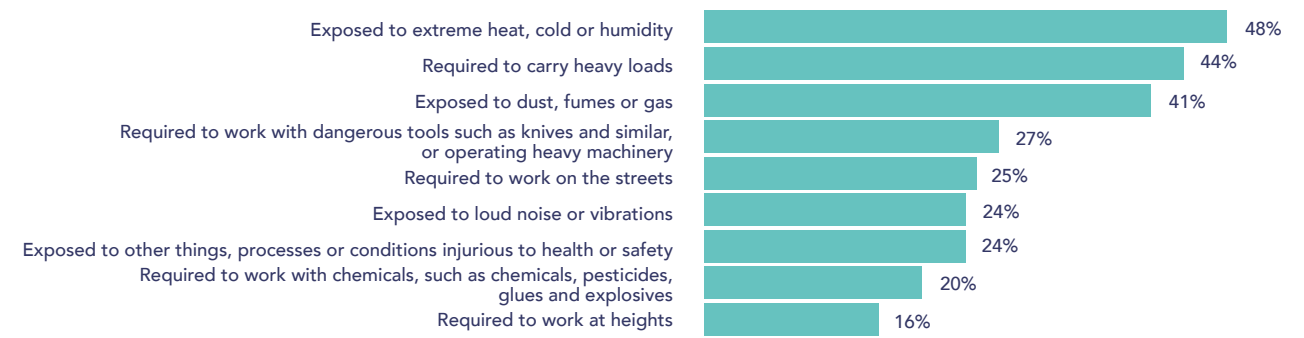 Exposed to extreme heat, cold or humidity 48%
Required to carry heavy loads 44%
Exposed to dust, fumes or gas 41%
Required to work with dangerous tools such as knives and similar,
or operating heavy machinery 27%
Required to work on the streets 25%
Exposed to loud noise or vibrations 24%
Exposed to other things, processes or conditions injurious to health or safety 24%
Required to work with chemicals, such as chemicals, pesticides,
glues and explosives 20%
Required to work at heights 16%